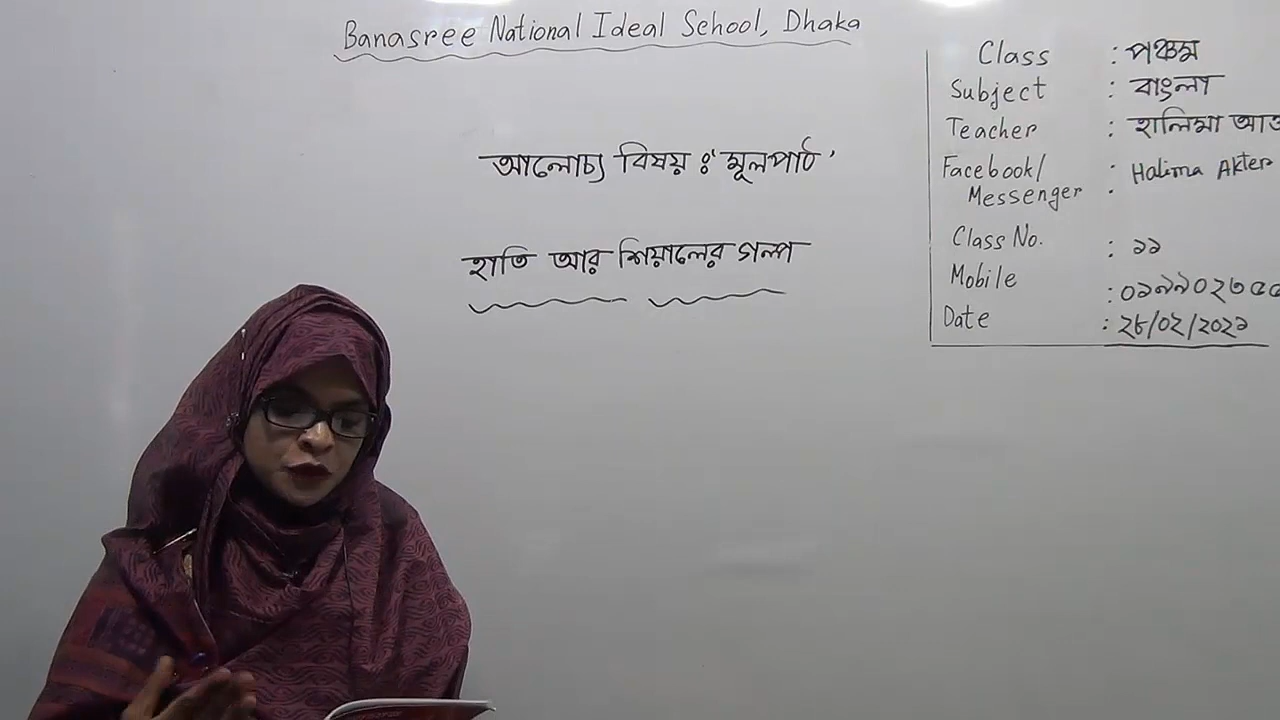 Banasree National Ideal School, Dhaka
আলোচ্য বিষয় ঃ 'মূলপাঠ'
হাতি আর শিয়ালের গল্প
Class : পঞ্চম
Subject : বাংলা
Teacher : হালিমা
Facebook/ Messenger : Halima Akter
Class No. : ১১
Mobile :
Date : ২৮/০২/২০২১